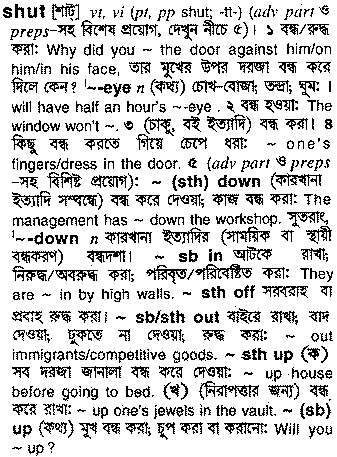 shut [শাট্] vt, vi (pt, pp shut; -tt-) (adv part ও
preps-সহ বিশেষ প্রয়োগ, দেখুন নীচে ৫)। ১ বন্ধ/রুদ্ধ
করা: Why did you ~ the door against him/on
him/in his face, তার মুখের উপর দরজা বন্ধ করে
দিলে কেন? '~-eye n (কথ্য) চোখ-বোজা; তন্দ্রা; ঘুম: I
will have half an hour's ~-eye. ২ বন্ধ হওয়া: The
window won't ~. ৩ (চাকু, বই ইত্যাদি) বন্ধ করা। ৪
কিছু বন্ধ করতে গিয়ে চেপে ধরা: ~ one's
fingers/dress in the door. ৫ (adv part ও preps
-সহ বিশিষ্ট প্রয়োগ): ~ (sth) down (কারখানা
ইত্যাদি সম্বন্ধে) বন্ধ করে দেওয়া, কাজ বন্ধ করা: The
management has ~ down the workshop. সুতরাং,
'~-down n কারখানা ইত্যাদির (সাময়িক বা স্থায়ী
বন্ধকরণ) বন্ধদশা। ~ sb in আটকে রাখা;
নিরুদ্ধ/অবরুদ্ধ করা; পরিবৃত/পরিবেষ্টিত করা: They
are ~ in by high walls. ~ sth off সরবরাহ বা
প্রবাহ রুদ্ধ করা। ~ sb/sth out বাইরে রাখা; বাদ
দেওয়া; ঢুকতে না দেওয়া, রুদ্ধ করা: ~ out
immigrants/competitive goods. ~ sth up (ক)
সব দরজা জানালা বন্ধ করে দেওয়া: ~ up house
before going to bed. (খ) (নিরাপত্তার জন্য) বন্ধ
করে রাখা: ~ up one's jewels in the vault. ~ (sb)
up (কথ্য) মুখ বন্ধ করা; চুপ করা বা করানো: Will you
~ up?